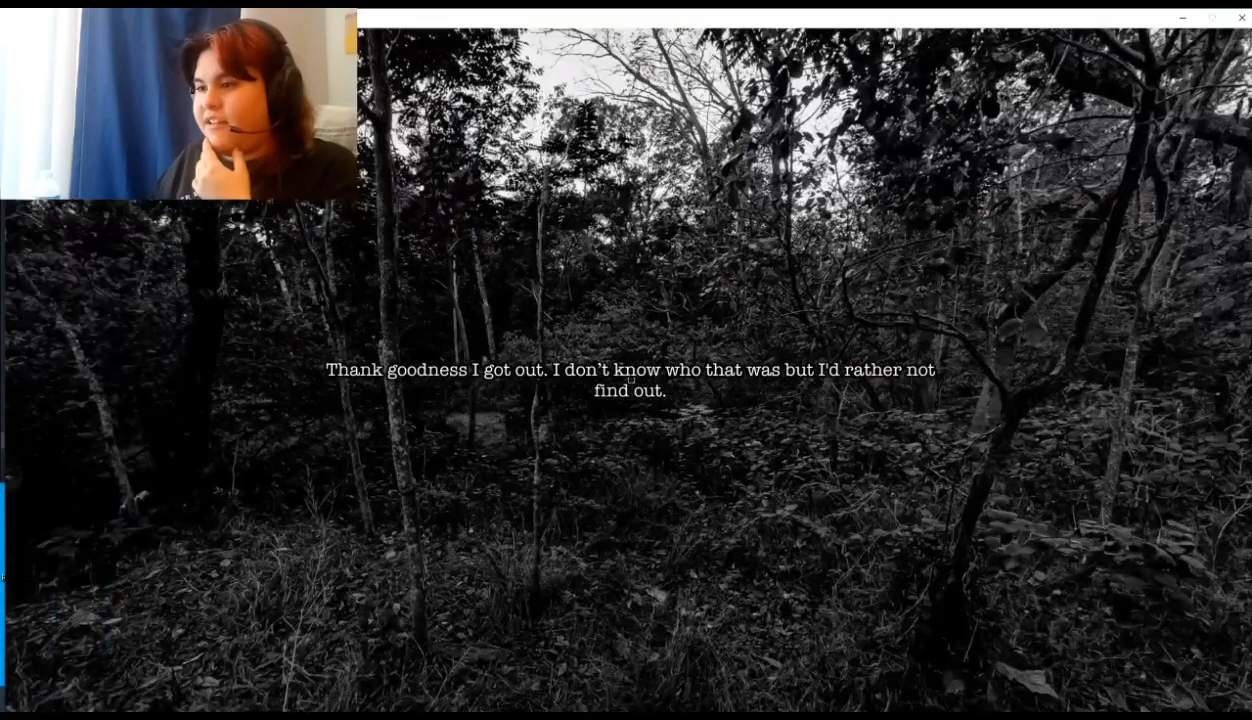 Thank goodness I got out. I don't know who that was but I'd rather not
find out.